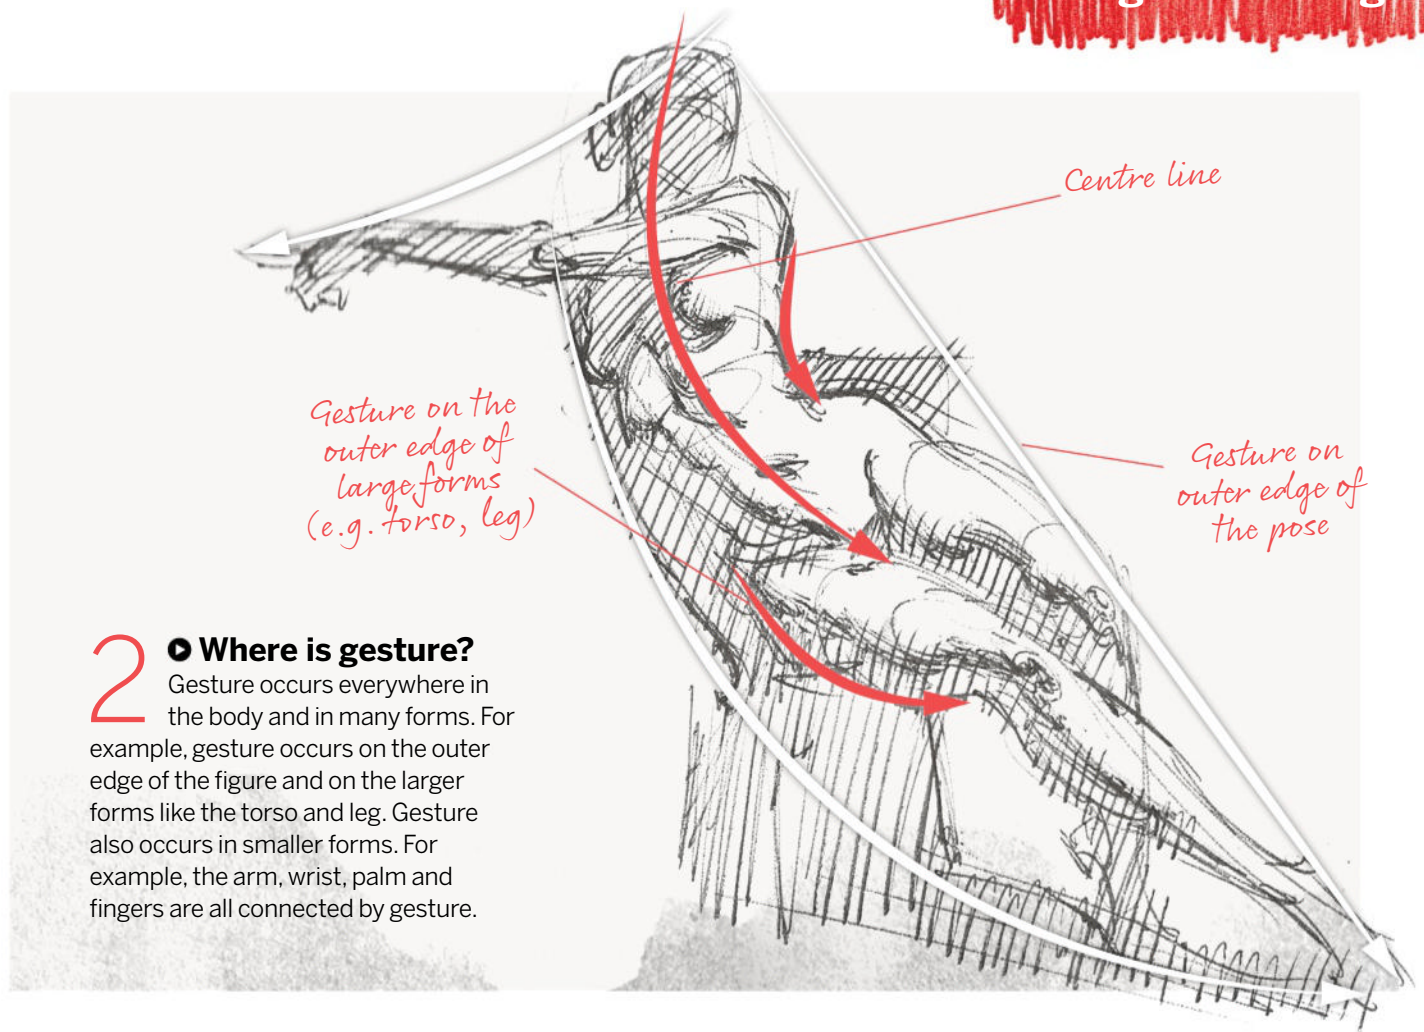 Centre line
Gesture on the
outer edge of
large forms
(e.g. torso, leg)
Gesture on
outer edge of
the pose
2
Where is gesture?
Gesture occurs everywhere in
the body and in many forms. For
example, gesture occurs on the outer
edge of the figure and on the larger
forms like the torso and leg. Gesture
also occurs in smaller forms. For
example, the arm, wrist, palm and
fingers are all connected by gesture.